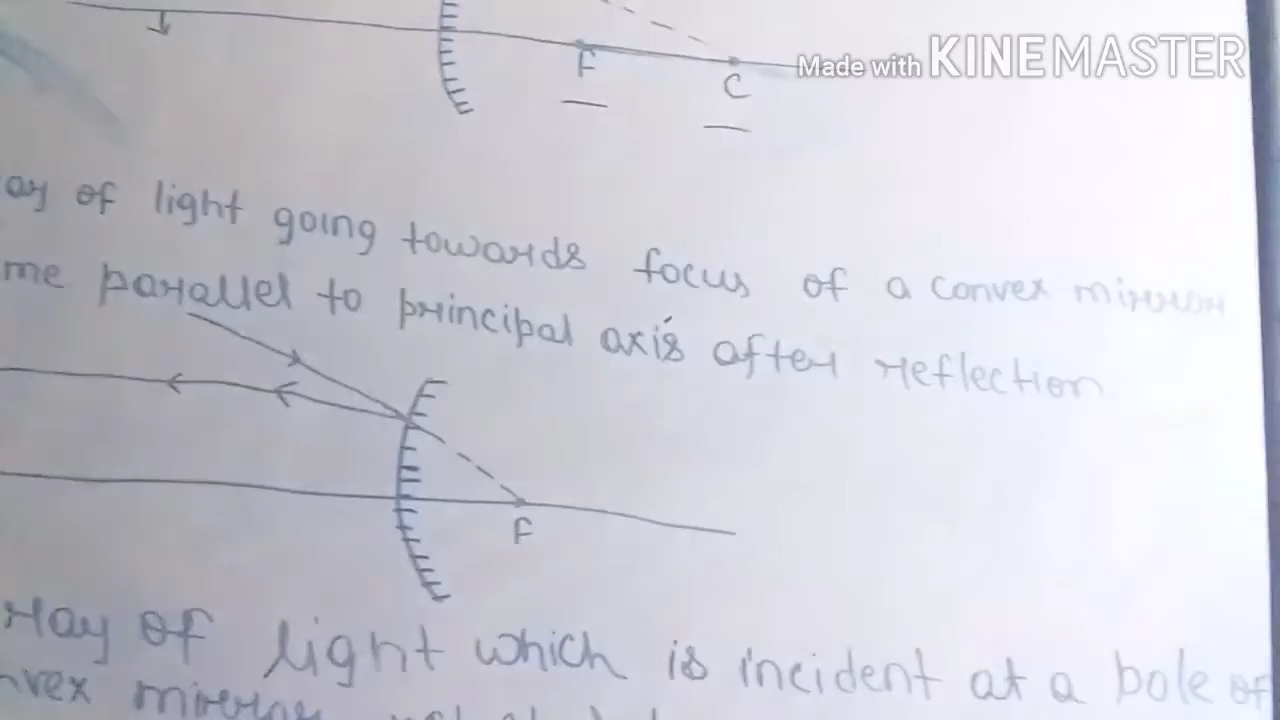 F
C
Made with KINEMASTER
ay of light going towards focus of a convex mirror
me parallel to principal axis after reflection
F
ray of light which is incident at a pole of
nvex mirror